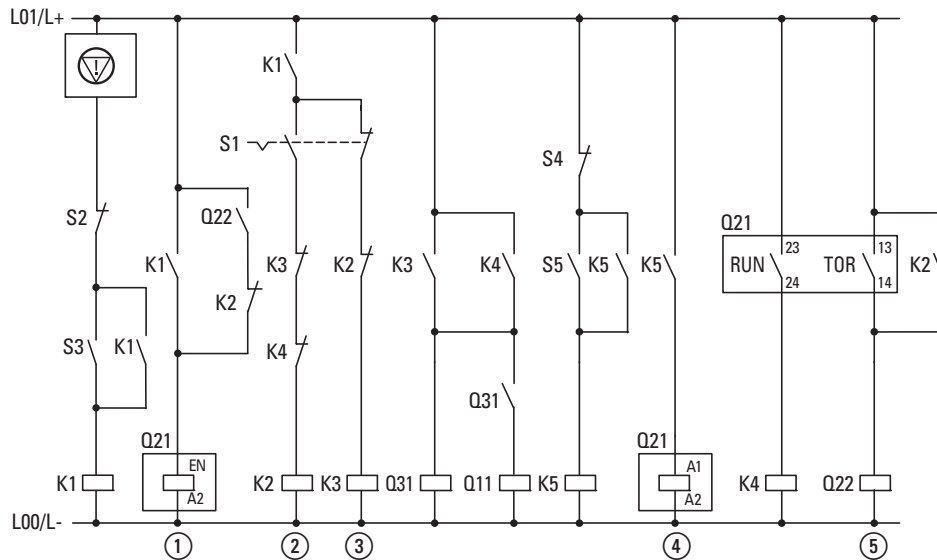 L01/L+
!
K1
S1
S4
S2
Q22
Q21
K1
K3
K2
K3
K4
S5
K5
K5
RUN
23
24
TOR
13
14
K2
K2
S3
K1
K4
Q31
Q21
EN
A2
Q21
A1
A2
K1
K2
K3
Q31
Q11
K5
K4
Q22
L00/L-
1
2
3
4
5